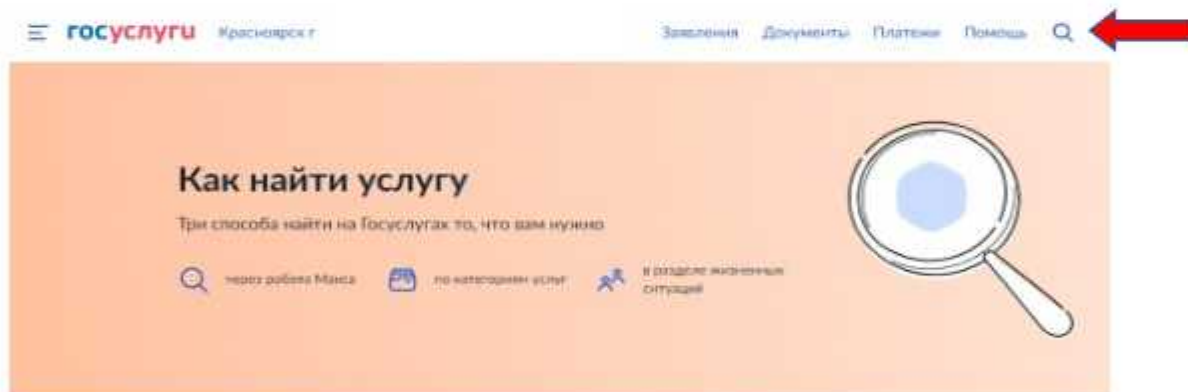 госуслуги Красноярск г Заявления Документы Платежи Помощь
Как найти услугу
Три способа найти на Госуслугах то, что вам нужно
через робота Макса по категориям услуг в разделе жизненных
ситуаций